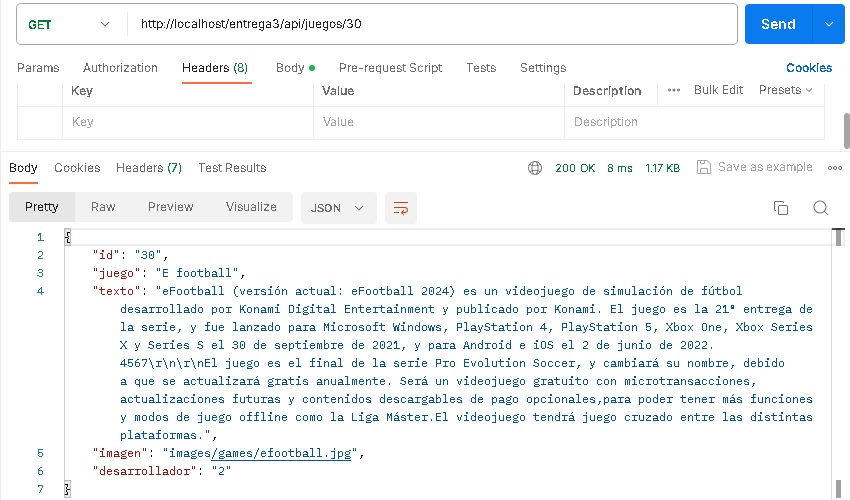 GET http://localhost/entrega3/api/juegos/30 Send
Params Authorization Headers (8) Body Pre-request Script Tests Settings Cookies
Key Value Description ••• Bulk Edit Presets
Key Value Description
Body Cookies Headers (7) Test Results 200 OK 8 ms 1.17 KB Save as example
Pretty Raw Preview Visualize JSON
1 {
2 "id": "30",
3 "juego": "E football",
4 "texto": "eFootball (versión actual: eFootball 2024) es un videojuego de simulación de fútbol
desarrollado por Konami Digital Entertainment y publicado por Konami. El juego es la 21ª entrega de
la serie, y fue lanzado para Microsoft Windows, PlayStation 4, PlayStation 5, Xbox One, Xbox Series
X y Series S el 30 de septiembre de 2021, y para Android e iOS el 2 de junio de 2022.
4567\r\n\r\nEl juego es el final de la serie Pro Evolution Soccer, y cambiará su nombre, debido
a que se actualizará gratis anualmente. Será un videojuego gratuito con microtransacciones,
actualizaciones futuras y contenidos descargables de pago opcionales,para poder tener más funciones
y modos de juego offline como la Liga Máster.El videojuego tendrá juego cruzado entre las distintas
plataformas.",
5 "imagen": "images/games/efootball.jpg",
6 "desarrollador": "2"
7 }